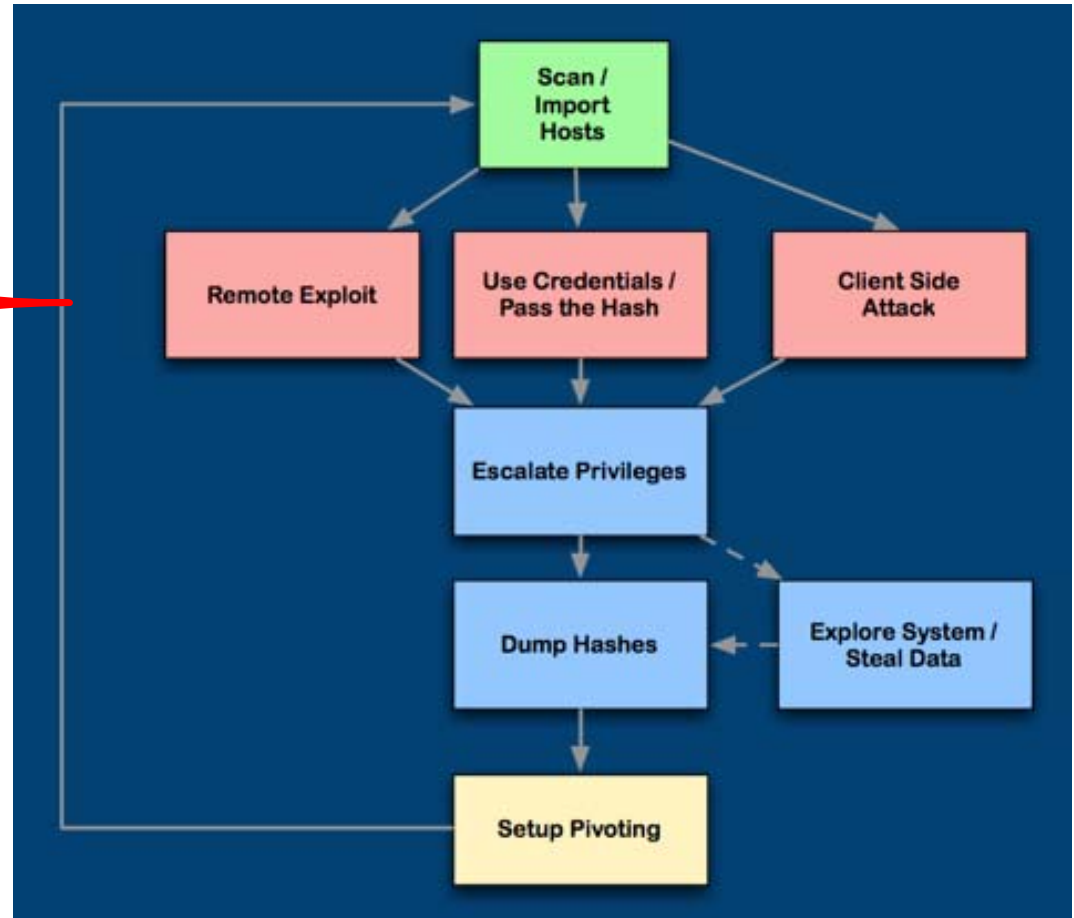 Scan /
Import
Hosts
Remote Exploit
Use Credentials /
Pass the Hash
Client Side
Attack
Escalate Privileges
Dump Hashes
Explore System /
Steal Data
Setup Pivoting